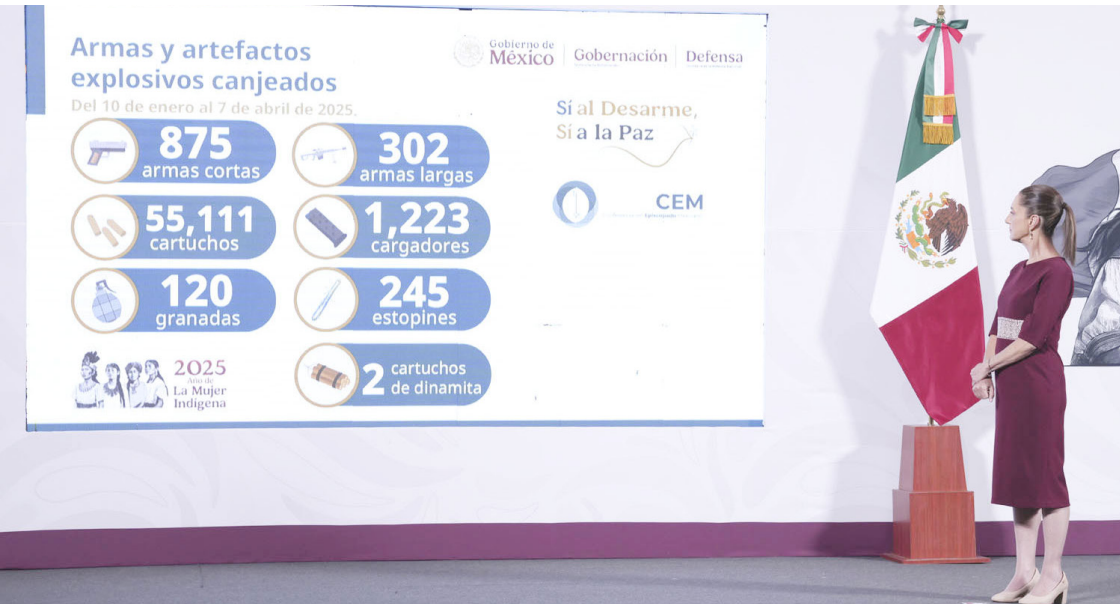 Armas y artefactos
explosivos canjeados
Del 10 de enero al 7 de abril de 2025.
Gobierno de
México
Gobernación
Defensa
Sí al Desarme,
Sí a la Paz
875
armas cortas
302
armas largas
CEM
55,111
cartuchos
1,223
cargadores
120
granadas
245
estopines
2 cartuchos
de dinamita
2025
Año de
La Mujer
Indígena